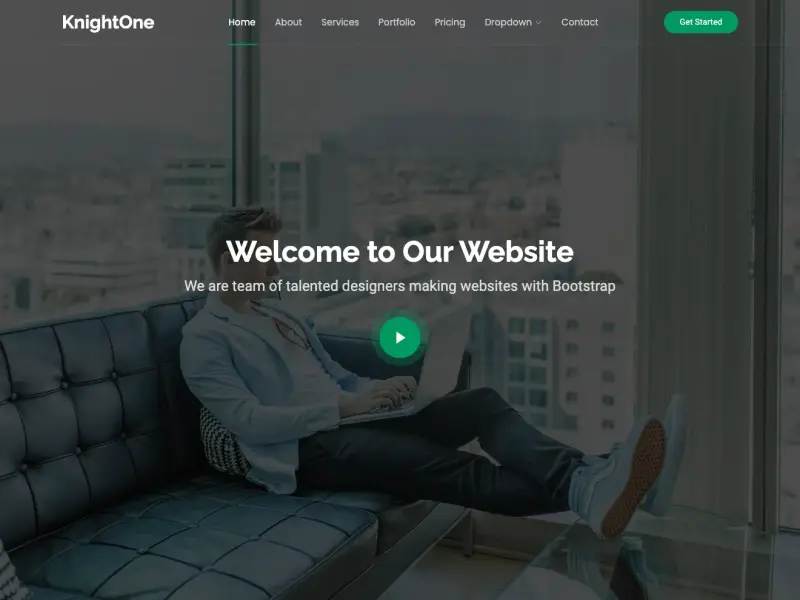 KnightOne
Home About Services Portfolio Pricing Dropdown Contact
Get Started
Welcome to Our Website
We are team of talented designers making websites with Bootstrap